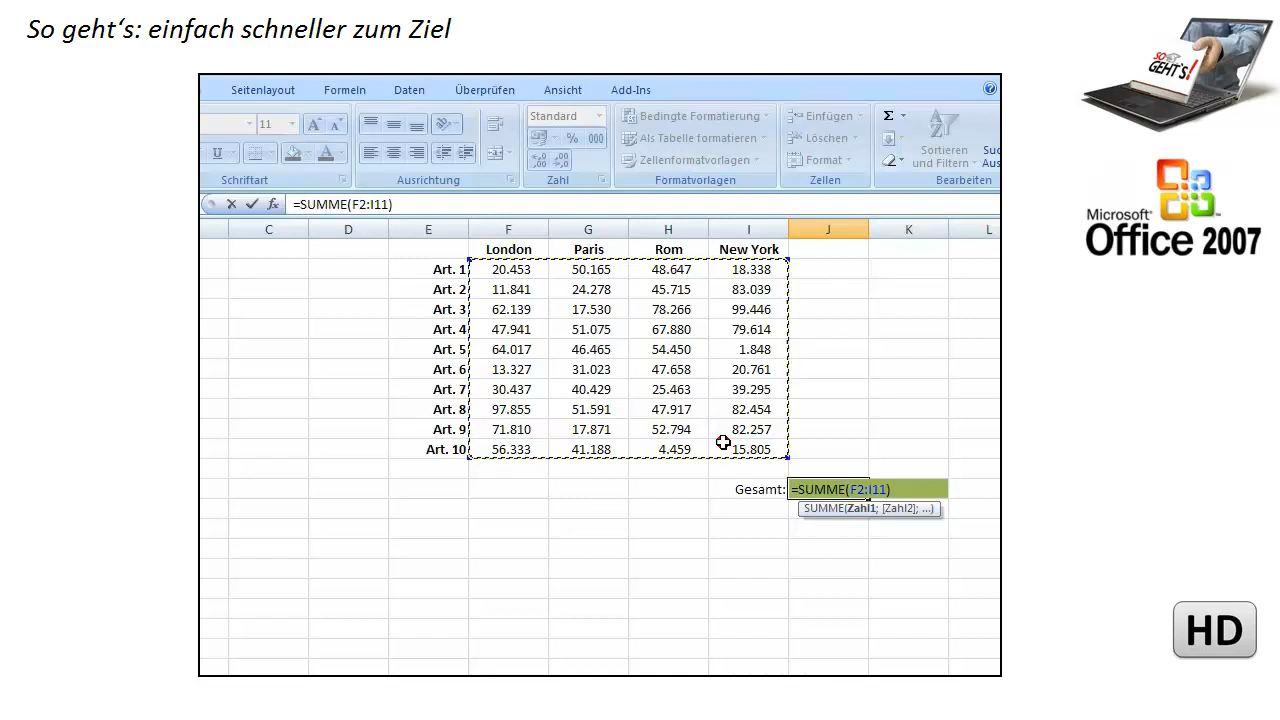 So geht‘s: einfach schneller zum Ziel
SO GEHT'S!
Microsoft®
Office 2007
Seitenlayout Formeln Daten Überprüfen Ansicht Add-Ins
11 A A Standard Bedingte Formatierung Einfügen Σ
U A % 000 Als Tabelle formatieren Löschen Sortieren
Zellenformatvorlagen Format und Filtern
Schriftart Ausrichtung Zahl Formatvorlagen Zellen Bearbeiten
fx =SUMME(F2:I11)
C D E F G H I J K L
London Paris Rom New York
Art. 1 20.453 50.165 48.647 18.338
Art. 2 11.841 24.278 45.715 83.039
Art. 3 62.139 17.530 78.266 99.446
Art. 4 47.941 51.075 67.880 79.614
Art. 5 64.017 46.465 54.450 1.848
Art. 6 13.327 31.023 47.658 20.761
Art. 7 30.437 40.429 25.463 39.295
Art. 8 97.855 51.591 47.917 82.454
Art. 9 71.810 17.871 52.794 82.257
Art. 10 56.333 41.188 4.459 15.805
Gesamt: =SUMME(F2:I11)
SUMME(Zahl1; [Zahl2]; ...)
HD